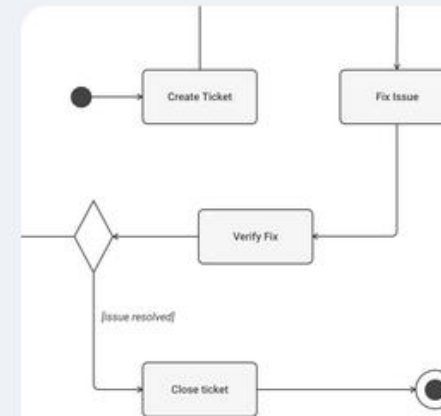 Create Ticket
Fix Issue
Verify Fix
[issue resolved]
Close ticket